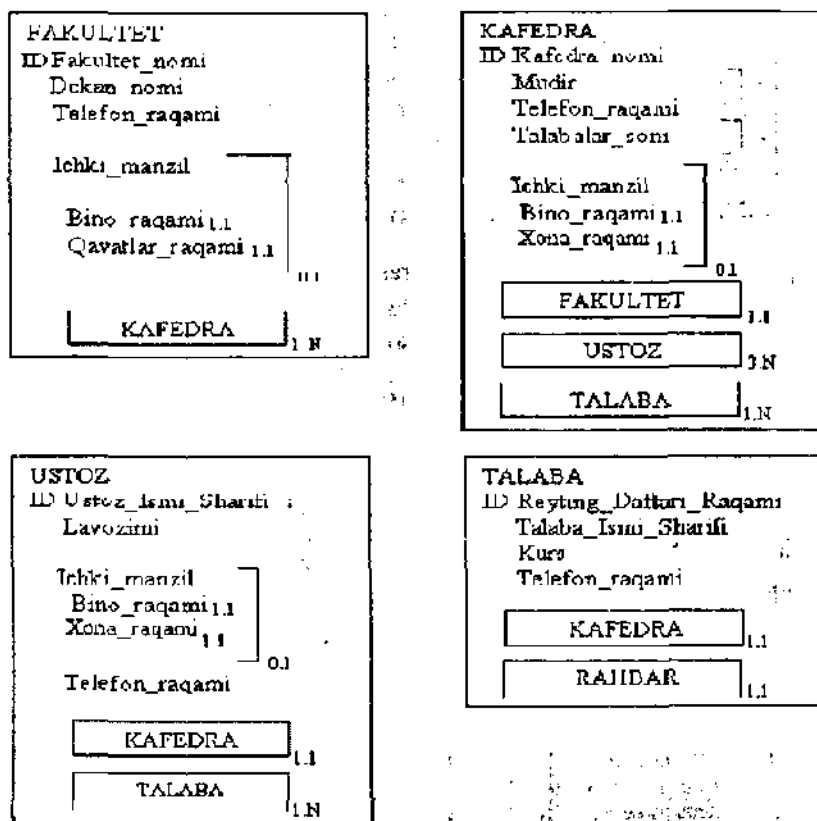 FAKULTET
ID Fakultet_nomi
Dekan_nomi
Telefon_raqami
Ichki_manzil
Bino_raqami 1.1
Qavatlar_raqami 1.1
0.1
KAFEDRA
1.N
KAFEDRA
ID Kafedra_nomi
Mudir
Telefon_raqami
Talabalar_soni
Ichki_manzil
Bino_raqami 1.1
Xona_raqami 1.1
0.1
FAKULTET
1.1
USTOZ
3.N
TALABA
1.N
USTOZ
ID Ustoz_Ismi_Sharifi
Lavozimi
Ichki_manzil
Bino_raqami 1.1
Xona_raqami 1.1
0.1
Telefon_raqami
KAFEDRA
1.1
TALABA
1.N
TALABA
ID Reyting_Daftari_Raqami
Talaba_Ismi_Sharifi
Kurs
Telefon_raqami
KAFEDRA
1.1
RAHBAR
1.1